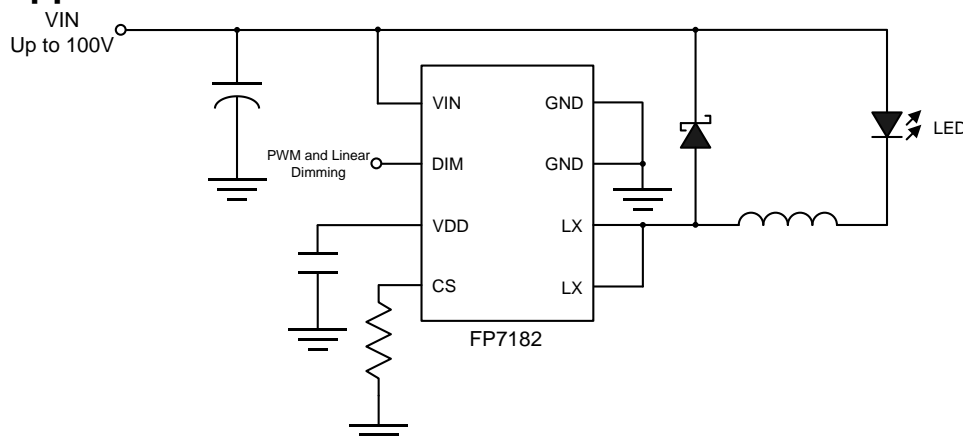 VIN
Up to 100V
VIN
GND
PWM and Linear
Dimming
DIM
GND
LED
VDD
LX
CS
LX
FP7182